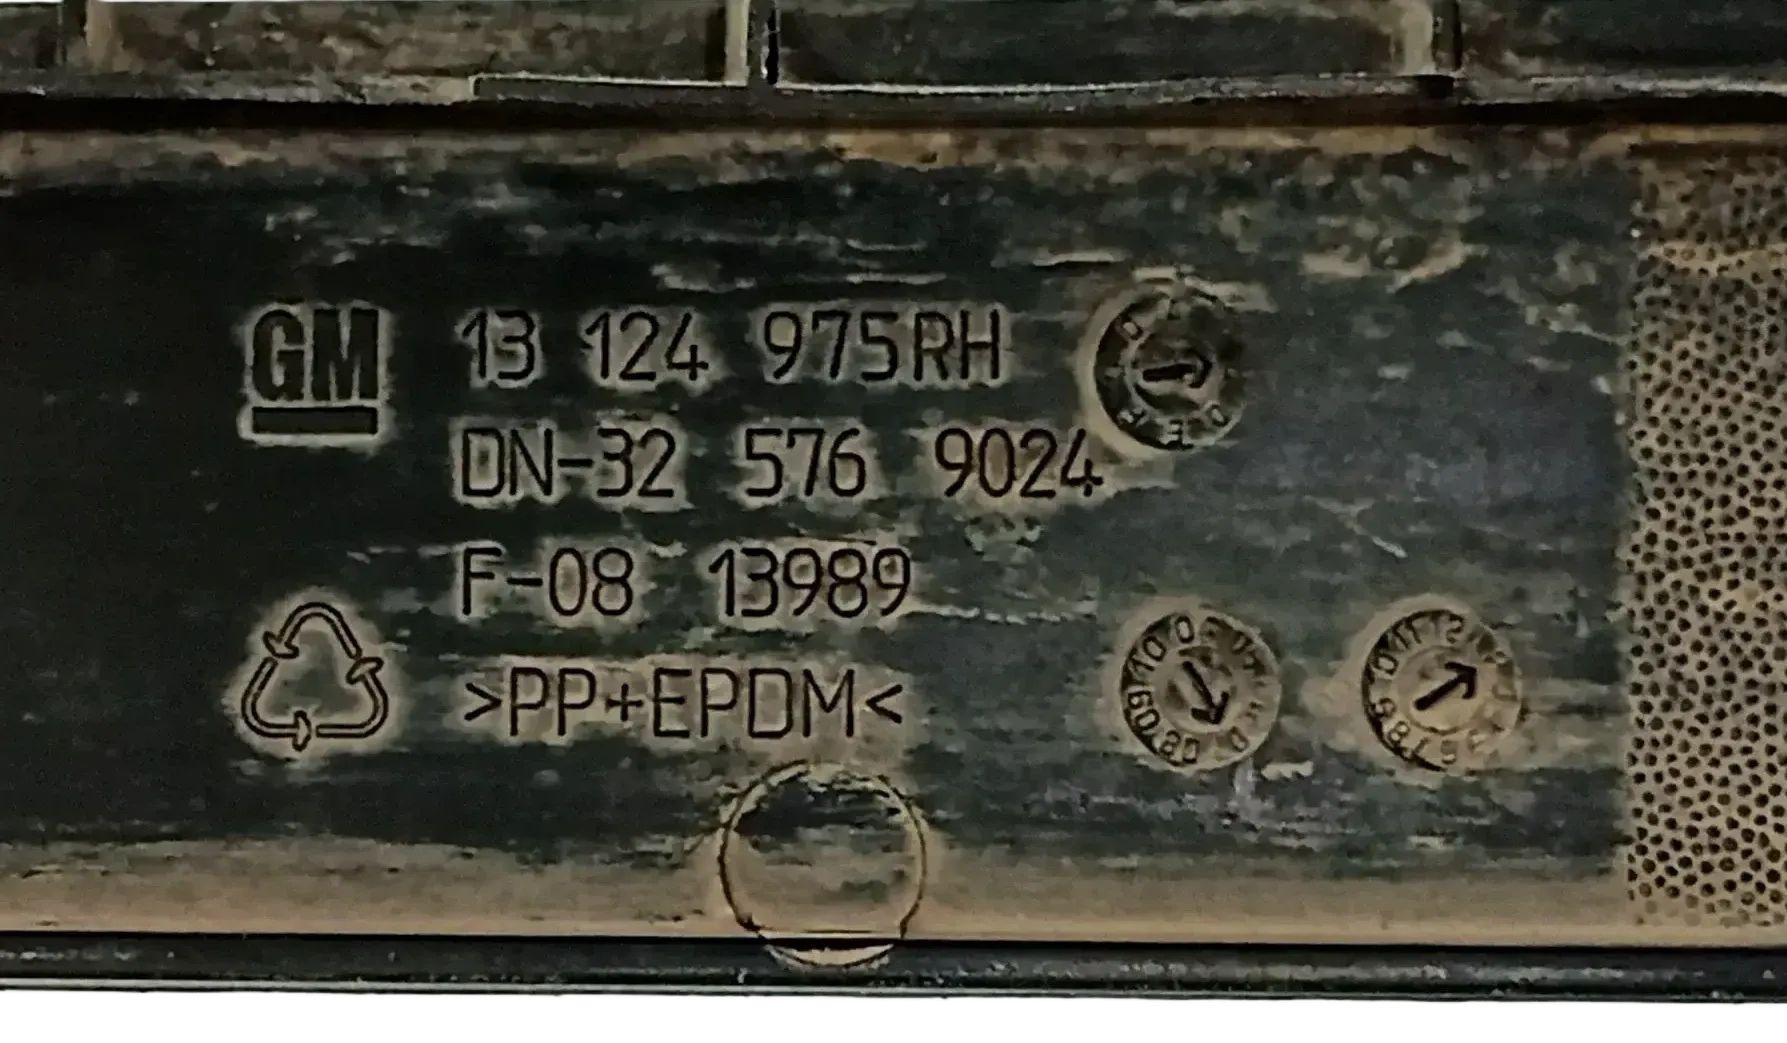 GM
13 124 975RH
DN-32 576 9024
F-08 13989
>PP+EPDM<